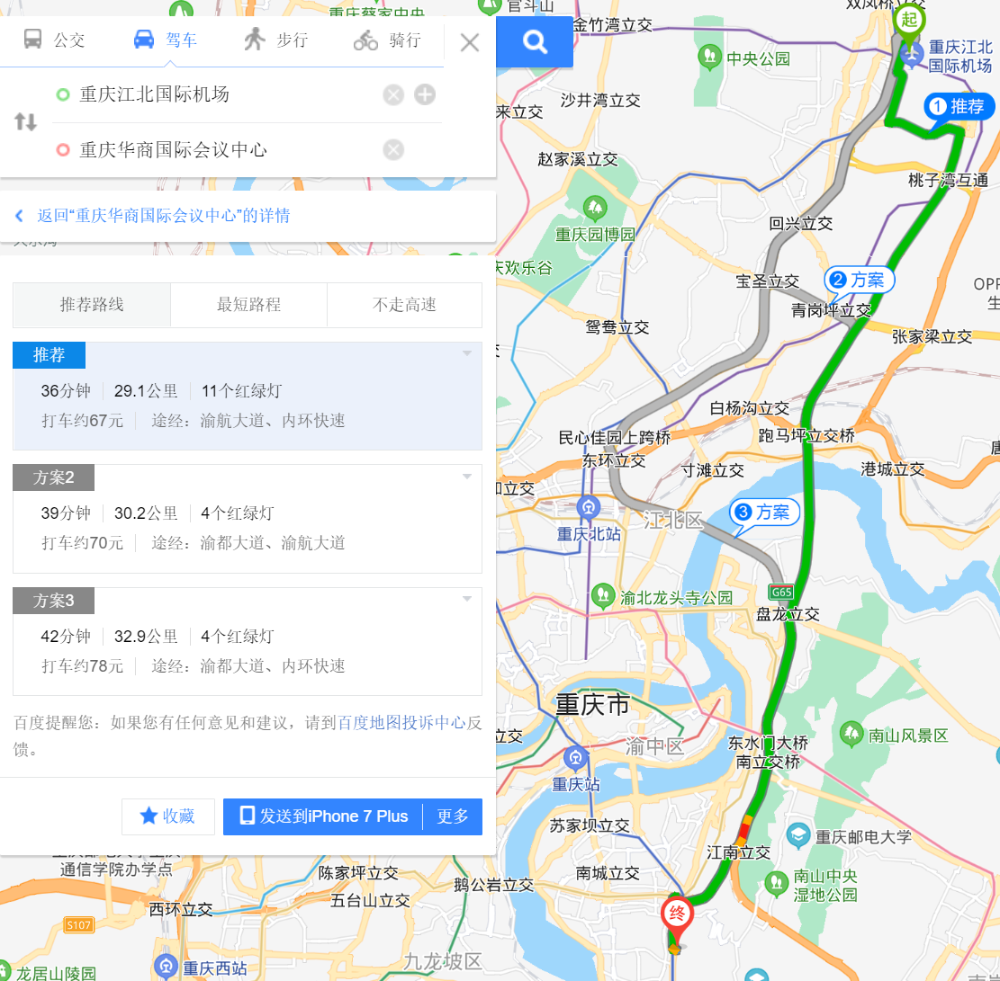 重庆蔡家中央
官斗山
双凤桥立交
公交
驾车
步行
骑行
重庆江北国际机场
重庆华商国际会议中心
返回“重庆华商国际会议中心”的详情
推荐路线
最短路程
不走高速
推荐
36分钟 29.1公里 11个红绿灯
打车约67元 途经：渝航大道、内环快速
方案2
39分钟 30.2公里 4个红绿灯
打车约70元 途经：渝都大道、渝航大道
方案3
42分钟 32.9公里 4个红绿灯
打车约78元 途经：渝都大道、内环快速
百度提醒您：如果您有任何意见和建议，请到百度地图投诉中心反
馈。
收藏
发送到iPhone 7 Plus
更多
金竹湾立交
起
重庆江北
国际机场
中央公园
沙井湾立交
来立交
1 推荐
赵家溪立交
桃子湾互通
重庆园博园
回兴立交
庆欢乐谷
宝圣立交
2 方案
OPP
生
青岗坪立交
鸳鸯立交
张家梁立交
白杨沟立交
民心佳园上跨桥
跑马坪立交桥
东环立交
寸滩立交
港城立交
唐
和立交
江北区
3 方案
重庆北站
G65
渝北龙头寺公园
盘龙立交
重庆市
立交
渝中区
东水门大桥
南立交桥
南山风景区
重庆站
苏家坝立交
江南立交
重庆邮电大学
南城立交
南山中央
湿地公园
终
通信学院办学点
陈家坪立交
鹅公岩立交
五台山立交
西环立交
S107
九龙坡区
龙居山陵园
重庆西站